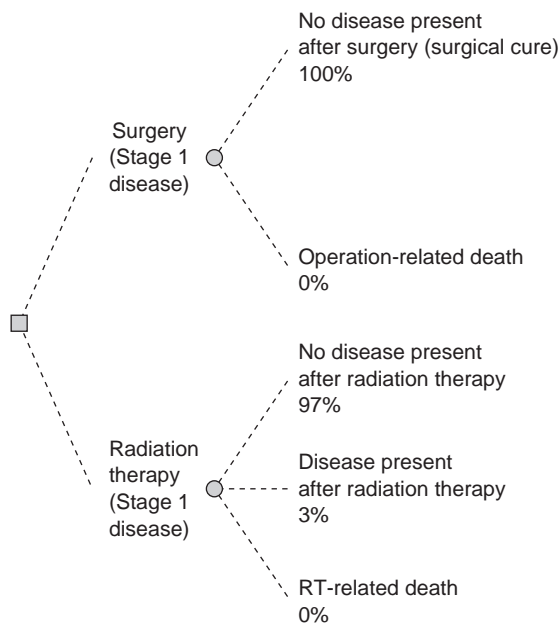 No disease present
after surgery (surgical cure)
100%
Surgery
(Stage 1
disease)
Operation-related death
0%
No disease present
after radiation therapy
97%
Radiation
therapy
(Stage 1
disease)
Disease present
after radiation therapy
3%
RT-related death
0%